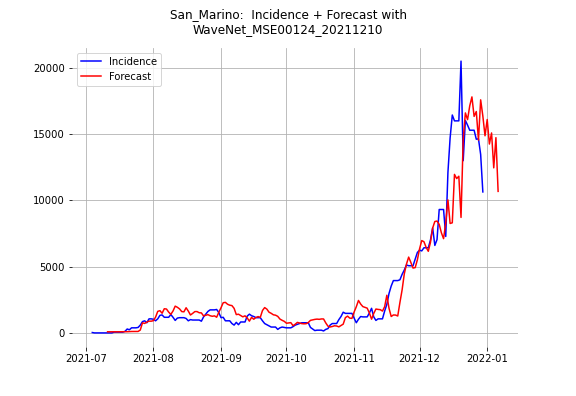 San_Marino:  Incidence + Forecast with
WaveNet_MSE00124_20211210
Incidence
Forecast
20000
15000
10000
5000
0
2021-07 2021-08 2021-09 2021-10 2021-11 2021-12 2022-01